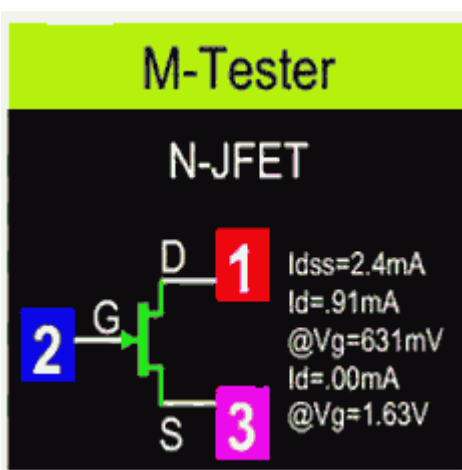 M-Tester
N-JFET
D
1
G
2
S
3
Idss=2.4mA
Id=.91mA
@Vg=631mV
Id=.00mA
@Vg=1.63V